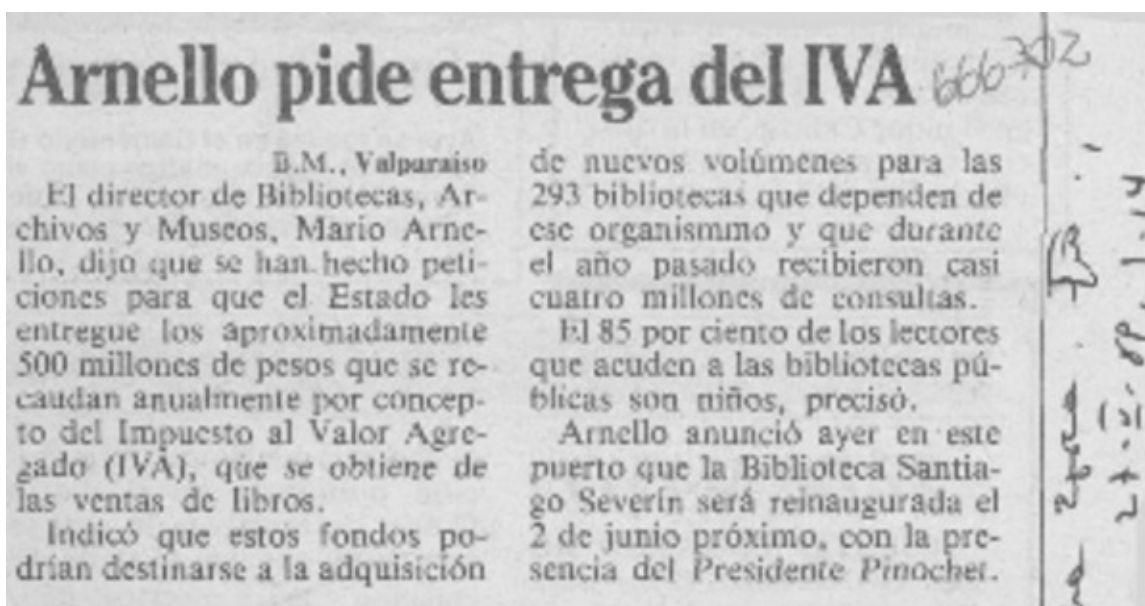 Arnello pide entrega del IVA
666702
B.M., Valparaíso
El director de Bibliotecas, Ar-
chivos y Museos, Mario Arne-
llo, dijo que se han hecho peti-
ciones para que el Estado les
entregue los aproximadamente
500 millones de pesos que se re-
caudan anualmente por concep-
to del Impuesto al Valor Agre-
gado (IVA), que se obtiene de
las ventas de libros.
Indicó que estos fondos po-
drían destinarse a la adquisición
de nuevos volúmenes para las
293 bibliotecas que dependen de
ese organismmo y que durante
el año pasado recibieron casi
cuatro millones de consultas.
El 85 por ciento de los lectores
que acuden a las bibliotecas pú-
blicas son niños, precisó.
Arnello anunció ayer en este
puerto que la Biblioteca Santia-
go Severín será reinaugurada el
2 de junio próximo, con la pre-
sencia del Presidente Pinochet.